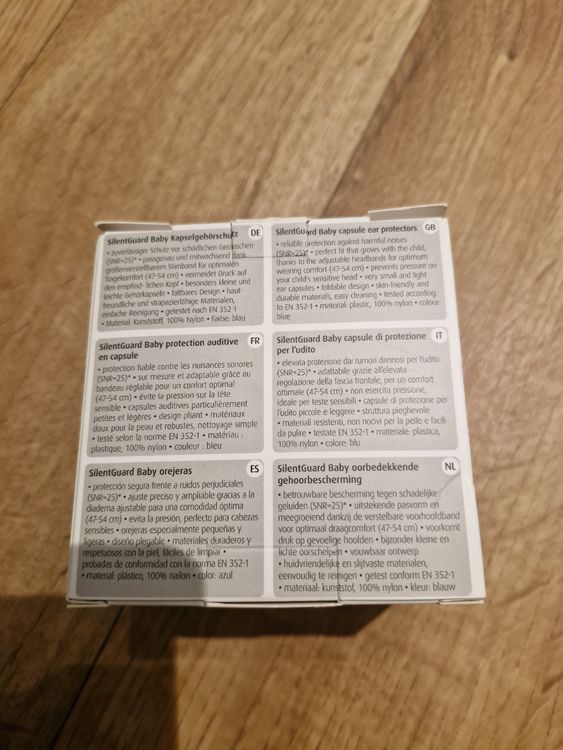 SilentGuard Baby Kapselgehörschutz DE
• zuverlässiger Schutz vor schädlichen Geräuschen
(SNR=25)* • passgenau und mitwachsend dank
größenverstellbarem Stirnband für optimalen
Tragekomfort (47-54 cm) • vermeidet Druck auf
den empfind- lichen Kopf • besonders kleine und
leichte Gehörkapseln • faltbares Design • haut-
freundliche und strapazierfähige Materialien,
einfache Reinigung • getestet nach EN 352-1
• Material: Kunststoff, 100% Nylon • Farbe: blau
SilentGuard Baby capsule ear protectors GB
• reliable protection against harmful noises
(SNR=25)* • perfect fit that grows with the child,
thanks to the adjustable headbands for optimum
wearing comfort (47-54 cm) • prevents pressure on
your child's sensitive head • very small and light
ear capsules • foldable design • skin-friendly and
durable materials, easy cleaning • tested according
to EN 352-1 • material: plastic, 100% nylon • colour:
blue
SilentGuard Baby protection auditive FR
en capsule
• protection fiable contre les nuisances sonores
(SNR=25)* • sur mesure et adaptable grâce au
bandeau réglable pour un confort optimal
(47-54 cm) • évite la pression sur la tête
sensible • capsules auditives particulièrement
petites et légères • design pliant • matériaux
doux pour la peau et robustes, nettoyage simple
• testé selon la norme EN 352-1 • matériau :
plastique, 100% nylon • couleur : bleu
SilentGuard Baby capsule di protezione IT
per l'udito
• elevata protezione dai rumori dannosi per l'udito
(SNR=25)* • adattabile grazie all'elevata
regolazione della fascia frontale, per un comfort
ottimale (47-54 cm) • non esercita pressione,
ideale per teste sensibili • capsule di protezione per
l'udito piccole e leggere • struttura pieghevole
• materiali resistenti, non nocivi per la pelle e facili
da pulire • testate EN 352-1 • materiale: plastica,
100% nylon • colore: blu
SilentGuard Baby orejeras ES
• protección segura frente a ruidos perjudiciales
(SNR=25)* • ajuste preciso y ampliable gracias a la
diadema ajustable para una comodidad óptima
(47-54 cm) • evita la presión, perfecto para cabezas
sensibles • orejeras especialmente pequeñas y
ligeras • diseño plegable • materiales duraderos y
respetuosos con la piel, fáciles de limpiar •
probadas de conformidad con la norma EN 352-1
• material: plástico, 100% nailon • color: azul
SilentGuard Baby oorbedekkende NL
gehoorbescherming
• betrouwbare bescherming tegen schadelijke
geluiden (SNR=25)* • uitstekende pasvorm en
meegroeiend dankzij de verstelbare voorhoofdband
voor optimaal draagcomfort (47-54 cm) • voorkomt
druk op gevoelige hoofden • bijzonder kleine en
lichte oorschelpen • vouwbaar ontwerp
• huidvriendelijke en slijtvaste materialen,
eenvoudig te reinigen • getest conform EN 352-1
• materiaal: kunststof, 100% nylon • kleur: blauw